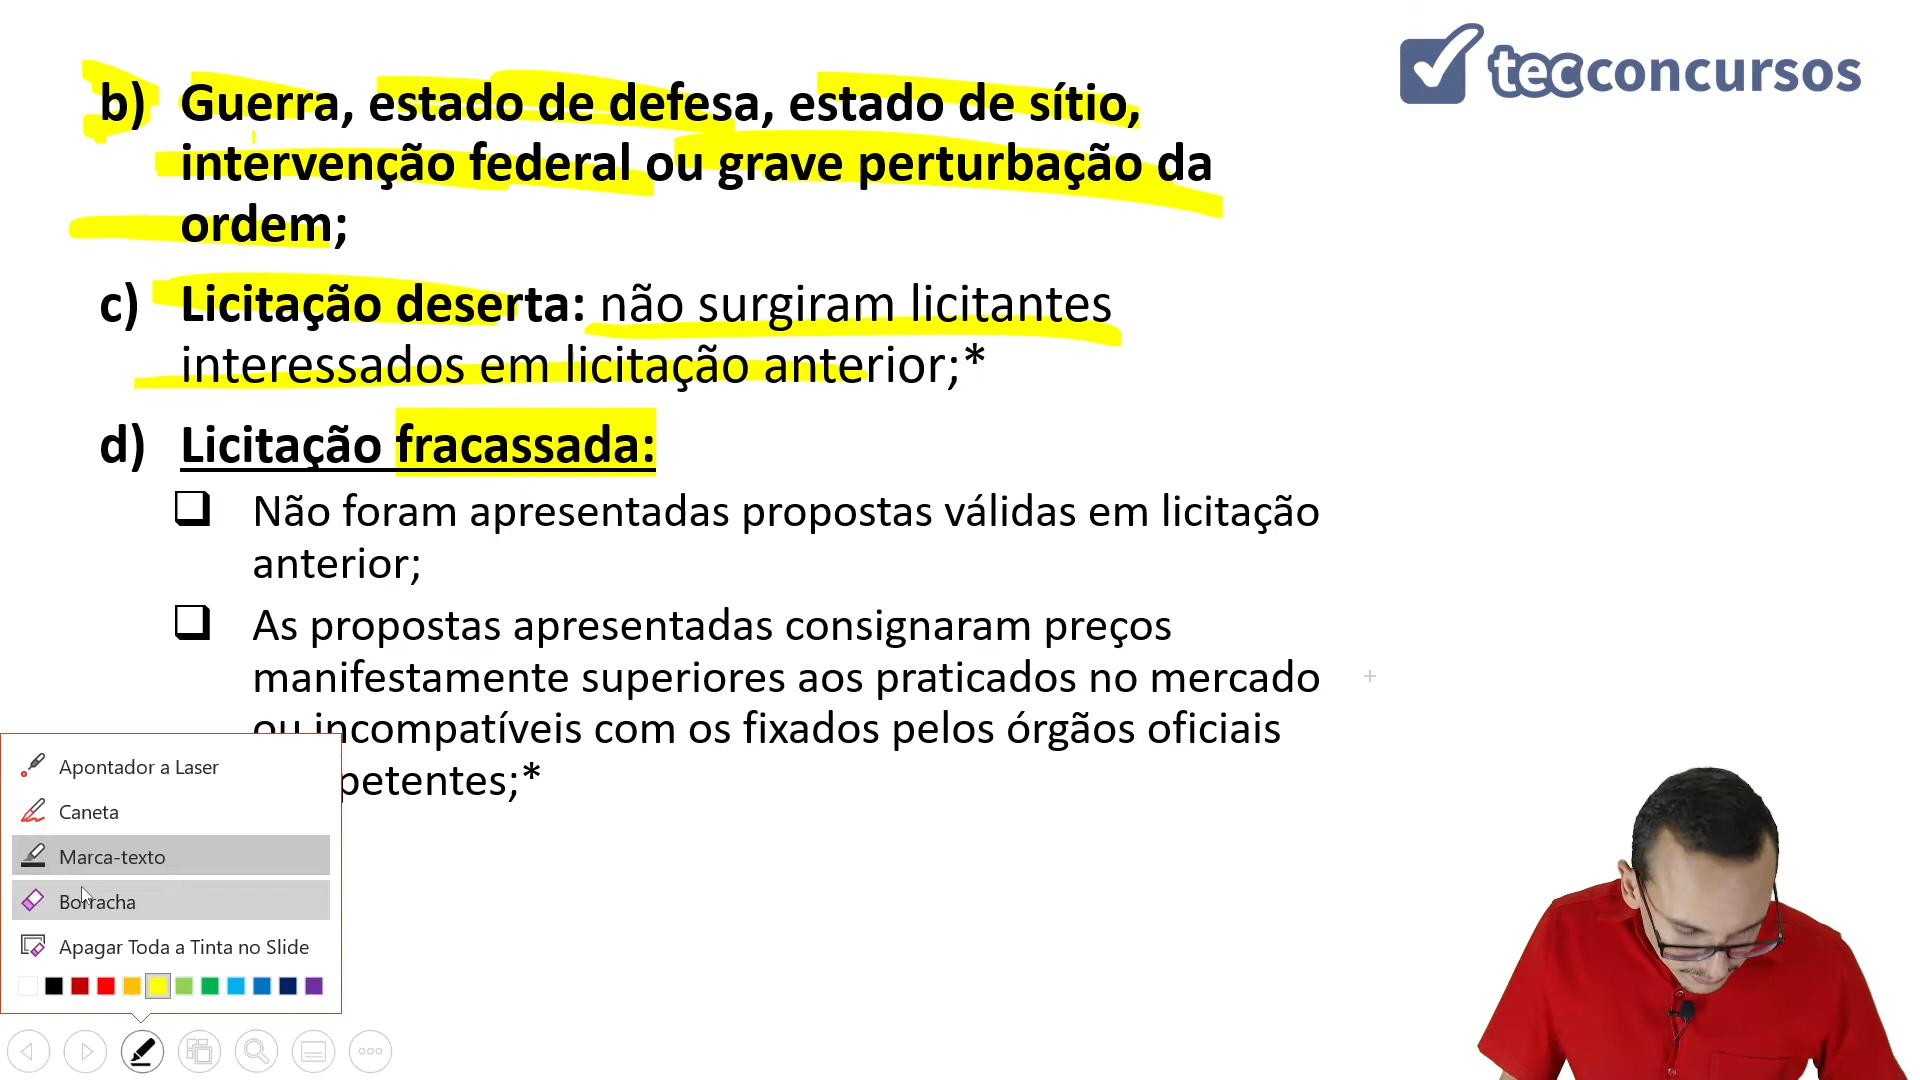 tecconcursos
b) Guerra, estado de defesa, estado de sítio,
intervenção federal ou grave perturbação da
ordem;
c) Licitação deserta: não surgiram licitantes
interessados em licitação anterior;*
d) Licitação fracassada:
Não foram apresentadas propostas válidas em licitação
anterior;
As propostas apresentadas consignaram preços
manifestamente superiores aos praticados no mercado
ou incompatíveis com os fixados pelos órgãos oficiais
petentes;*
Apontador a Laser
Caneta
Marca-texto
Borracha
Apagar Toda a Tinta no Slide